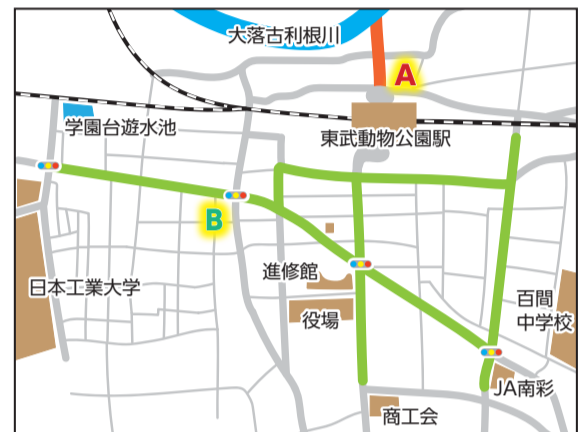 大落古利根川
A
学園台遊水池
東武動物公園駅
B
進修館
日本工業大学
役場
百間
中学校
JA南彩
商工会